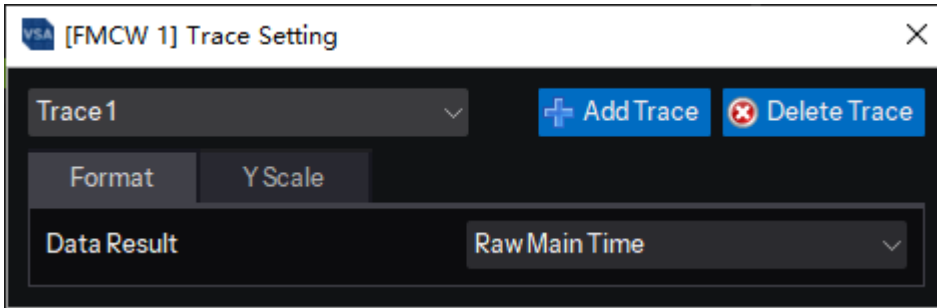 VSA [FMCW 1] Trace Setting
Trace 1 Add Trace Delete Trace
Format Y Scale
Data Result Raw Main Time